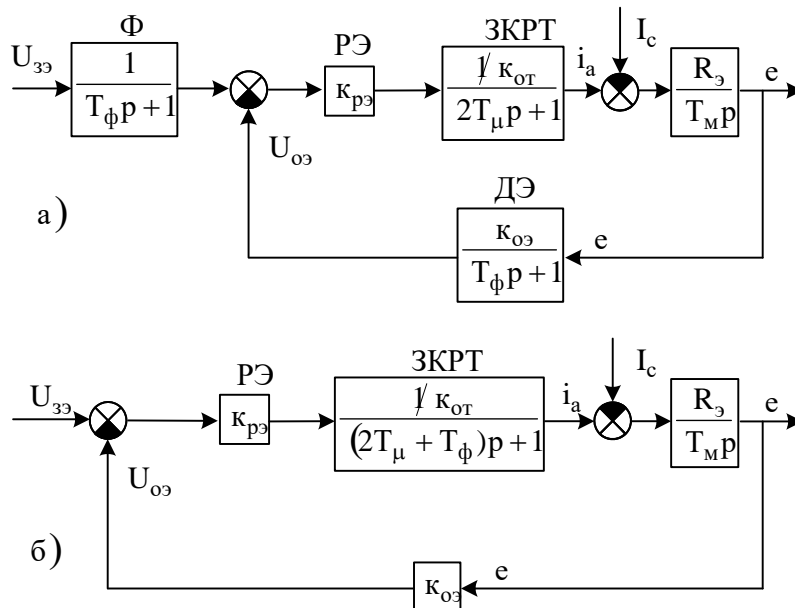 Ф
РЭ
ЗКРТ
U_зэ
1
T_ф p + 1
к_рэ
1/ к_от
2T_μ p + 1
i_a
I_c
R_э
T_м p
e
U_оэ
а)
ДЭ
к_оэ
T_ф p + 1
e
РЭ
ЗКРТ
U_зэ
к_рэ
1/ к_от
(2T_μ + T_ф)p + 1
i_a
I_c
R_э
T_м p
e
U_оэ
б)
к_оэ
e